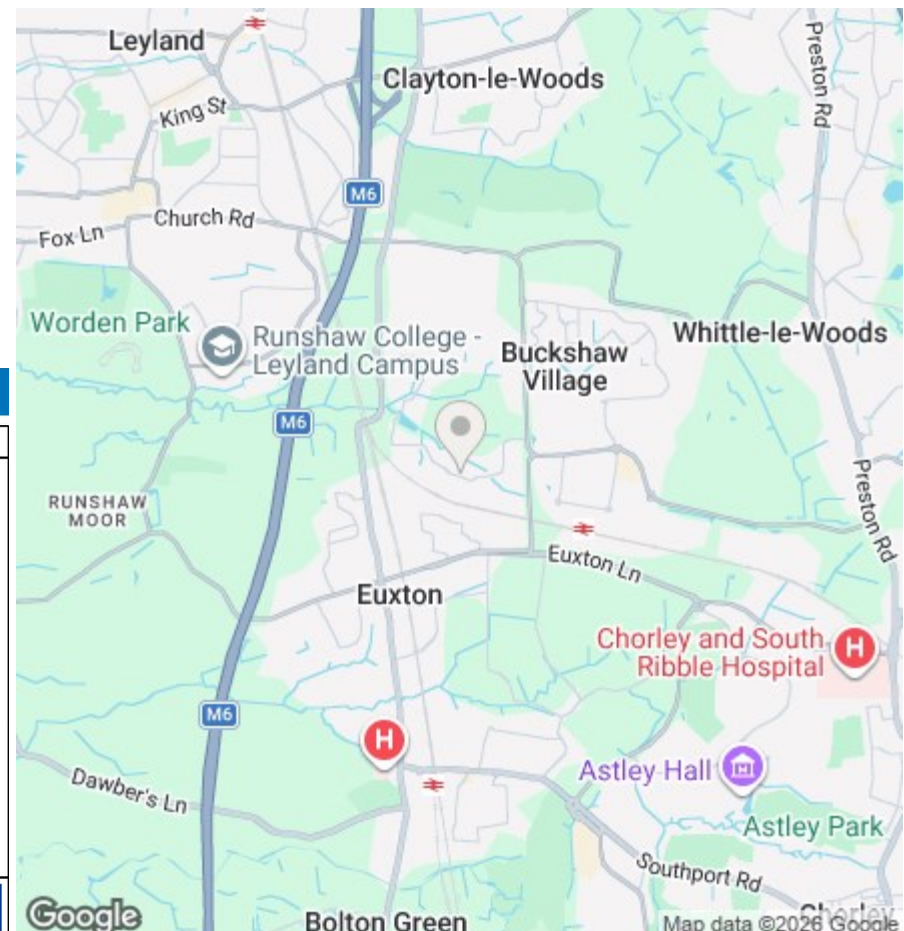 Leyland
Clayton-le-Woods
Preston Rd
King St
M6
Church Rd
Fox Ln
Worden Park
Runshaw College -
Leyland Campus
Whittle-le-Woods
Buckshaw
Village
M6
RUNSHAW
MOOR
Preston Rd
Euxton Ln
Euxton
Chorley and South
Ribble Hospital
H
M6
H
Astley Hall
Dawber's Ln
Astley Park
Southport Rd
Chorley
Google
Bolton Green
Map data ©2026 Google